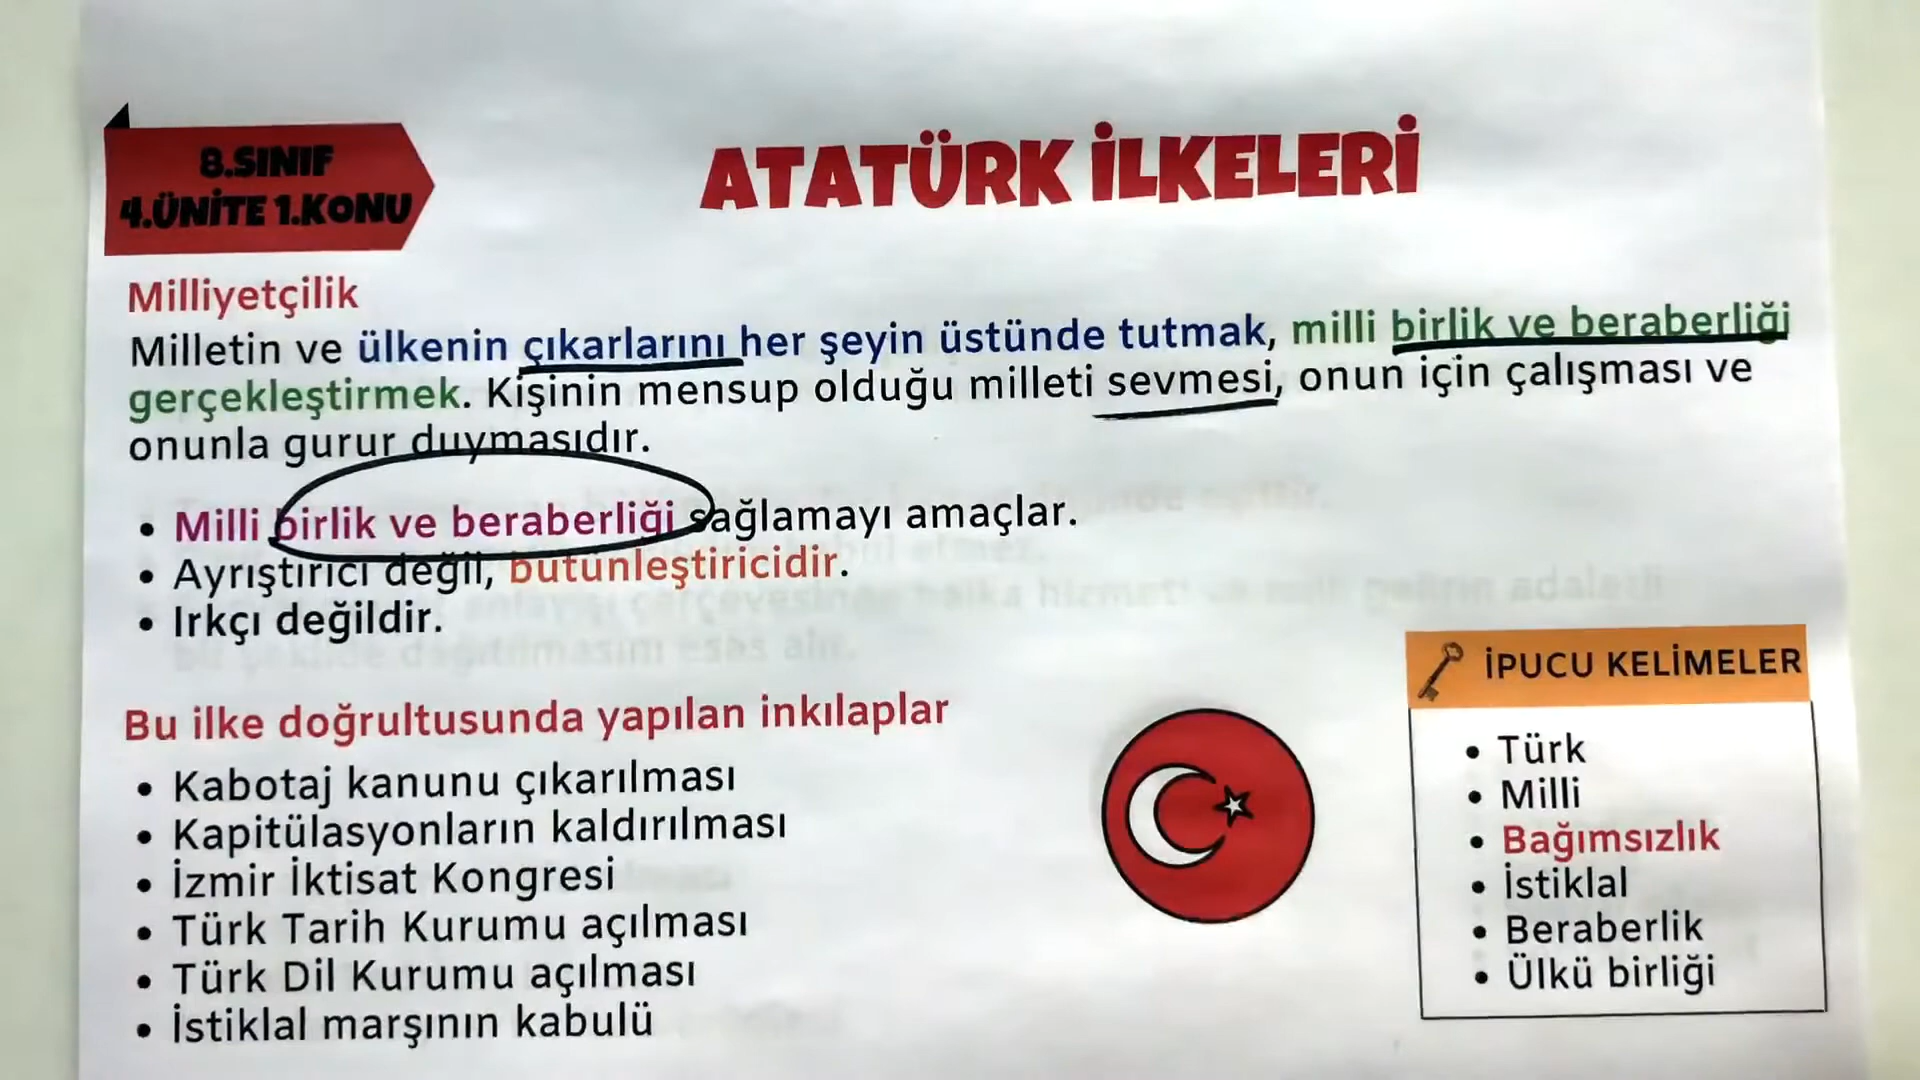 8.SINIF
4.ÜNİTE 1.KONU
ATATÜRK İLKELERİ
Milliyetçilik
Milletin ve ülkenin çıkarlarını her şeyin üstünde tutmak, milli birlik ve beraberliği
gerçekleştirmek. Kişinin mensup olduğu milleti sevmesi, onun için çalışması ve
onunla gurur duymasıdır.
• Milli birlik ve beraberliği sağlamayı amaçlar.
• Ayrıştırıcı değil, bütünleştiricidir.
• Irkçı değildir.
Bu ilke doğrultusunda yapılan inkılaplar
• Kabotaj kanunu çıkarılması
• Kapitülasyonların kaldırılması
• İzmir İktisat Kongresi
• Türk Tarih Kurumu açılması
• Türk Dil Kurumu açılması
• İstiklal marşının kabulü
İPUCU KELİMELER
• Türk
• Milli
• Bağımsızlık
• İstiklal
• Beraberlik
• Ülkü birliği